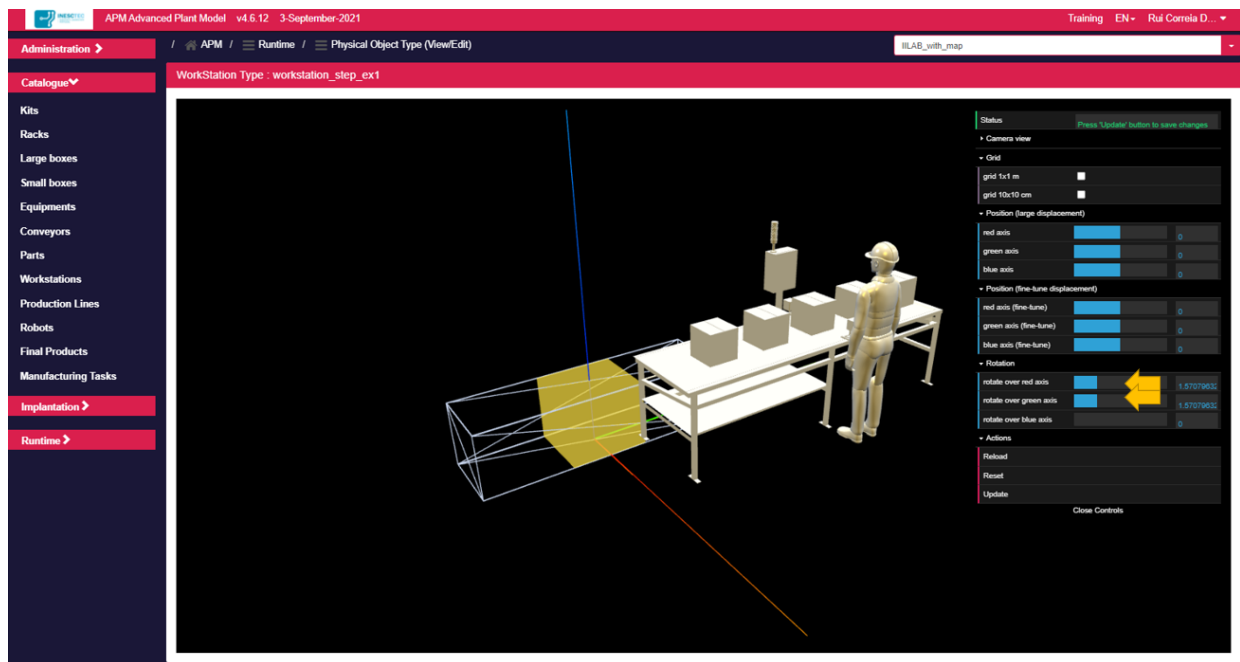 INESCTEC
APM Advanced Plant Model v4.6.12 3-September-2021
Training EN Rui Correia D...
Administration
/ APM / Runtime / Physical Object Type (View/Edit)
IILAB_with_map
Catalogue
WorkStation Type : workstation_step_ex1
Kits
Racks
Large boxes
Small boxes
Equipments
Conveyors
Parts
Workstations
Production Lines
Robots
Final Products
Manufacturing Tasks
Implantation
Runtime
Status Press 'Update' button to save changes
Camera view
Grid
grid 1x1 m
grid 10x10 cm
Position (large displacement)
red axis 0
green axis 0
blue axis 0
Position (fine-tune displacement)
red axis (fine-tune) 0
green axis (fine-tune) 0
blue axis (fine-tune) 0
Rotation
rotate over red axis 1.57079632
rotate over green axis 1.57079632
rotate over blue axis 0
Actions
Reload
Reset
Update
Close Controls